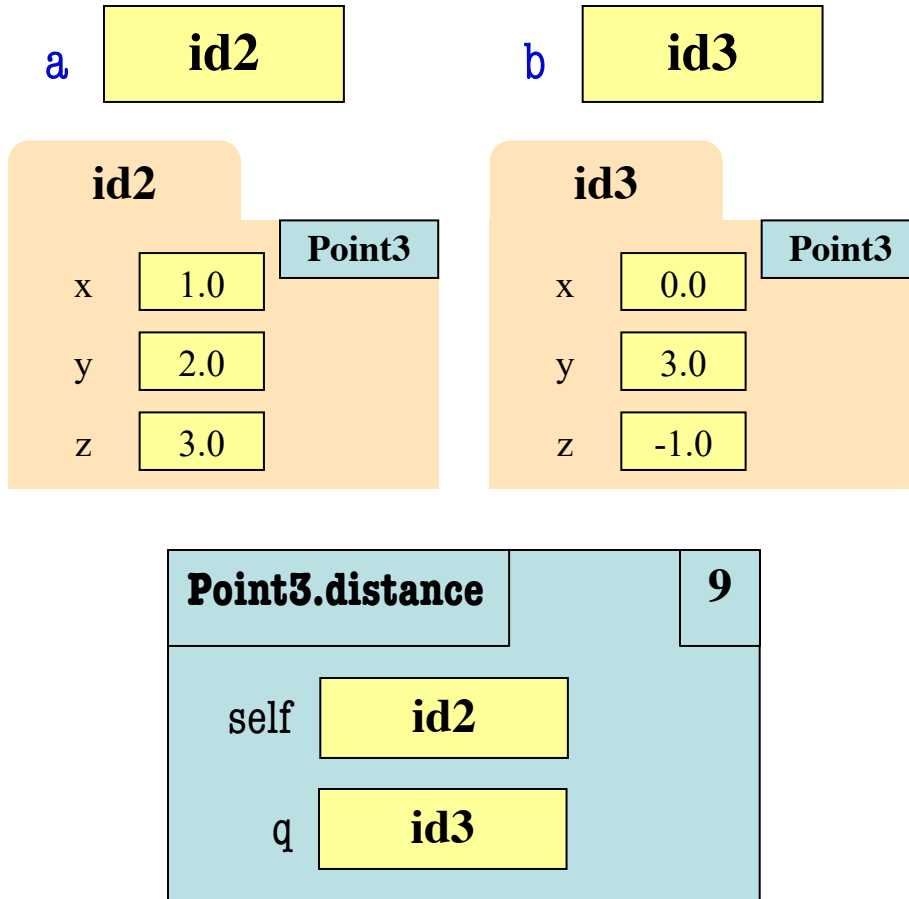 a id2
b id3
id2
Point3
x 1.0
y 2.0
z 3.0
id3
Point3
x 0.0
y 3.0
z -1.0
Point3.distance 9
self id2
q id3